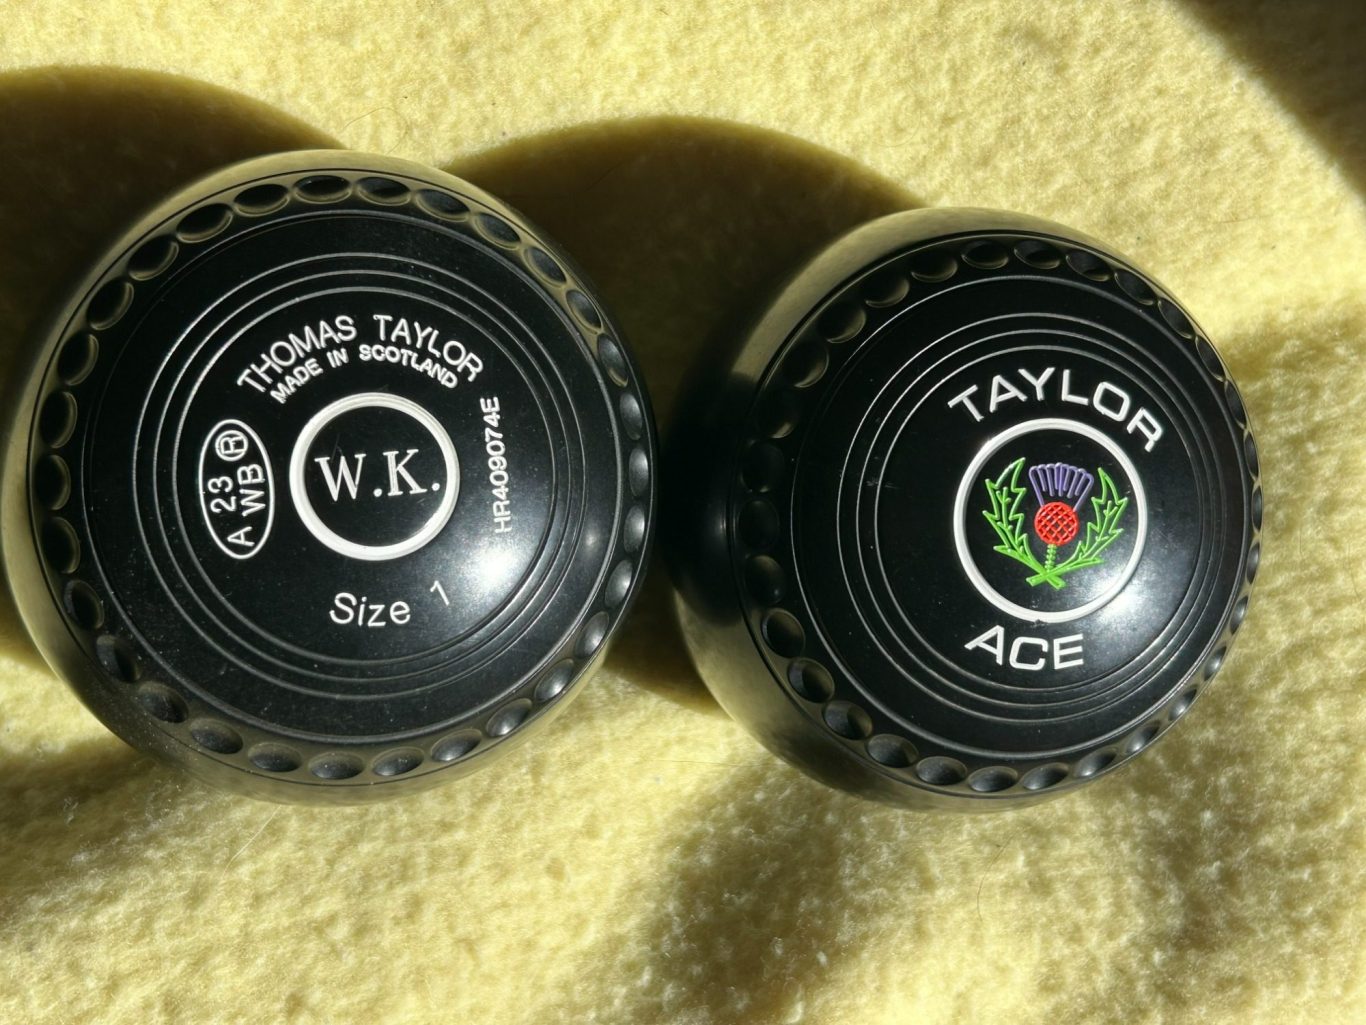 THOMAS TAYLOR
MADE IN SCOTLAND
A 23 ®
WB
W.K.
HR409074E
Size 1
TAYLOR
ACE